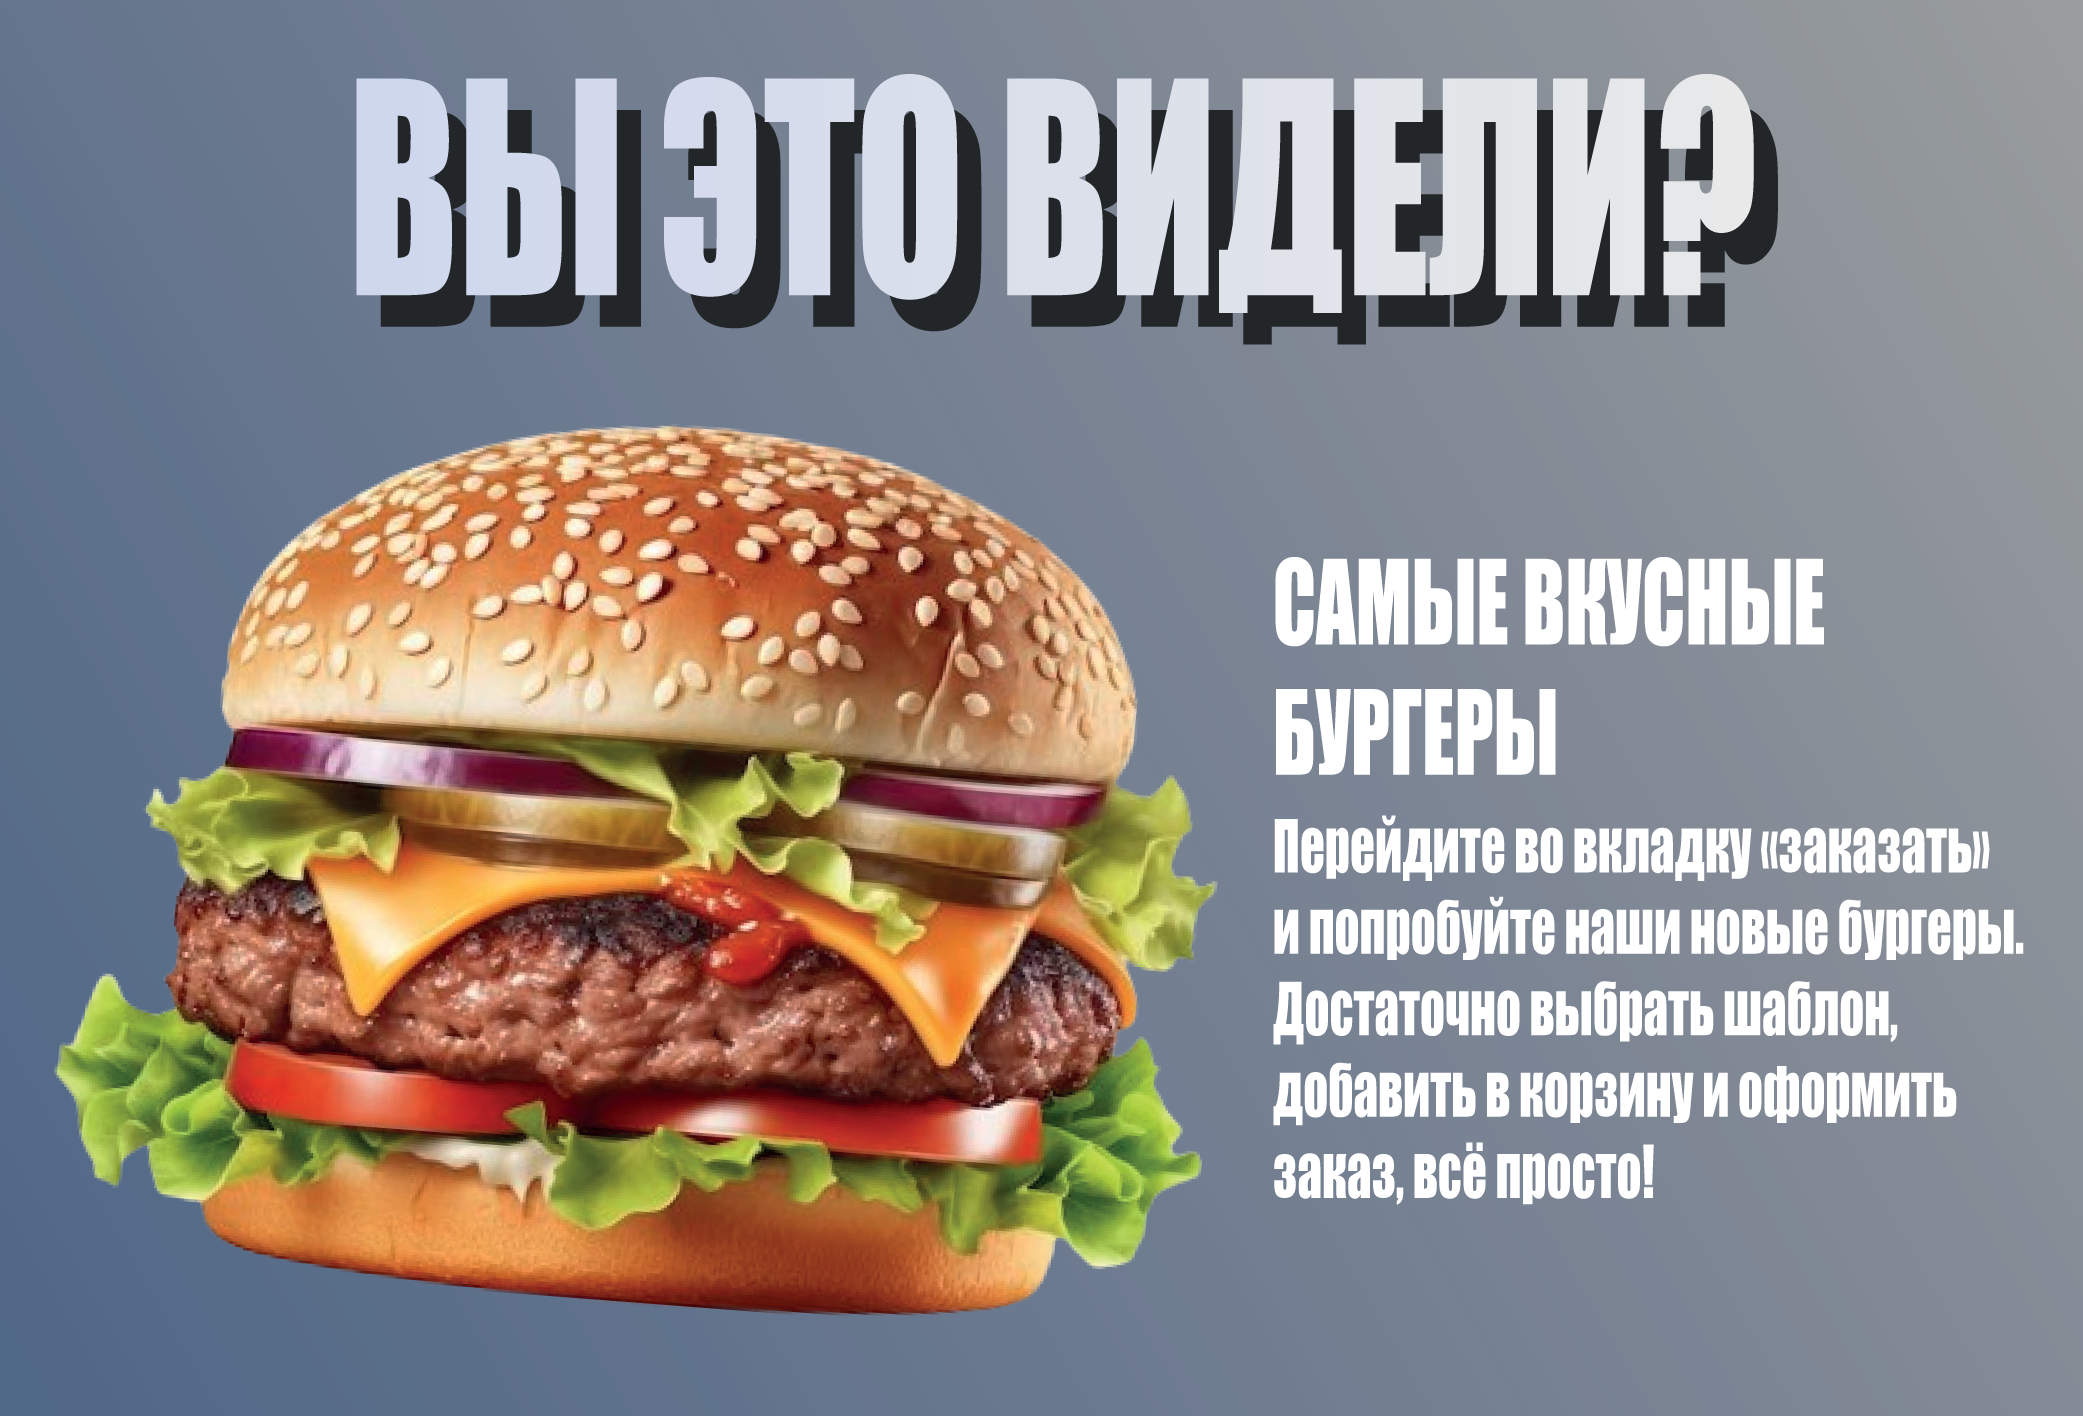 ВЫ ЭТО ВИДЕЛИ?
САМЫЕ ВКУСНЫЕ
БУРГЕРЫ
Перейдите во вкладку «заказать»
и попробуйте наши новые бургеры.
Достаточно выбрать шаблон,
добавить в корзину и оформить
заказ, всё просто!